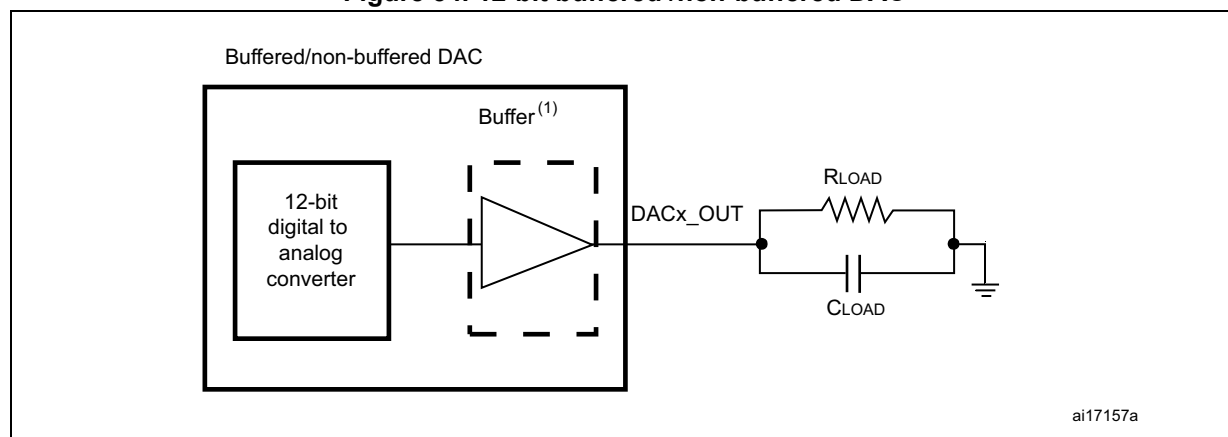 Buffered/non-buffered DAC
Buffer(1)
12-bit
digital to
analog
converter
DACx_OUT
RLOAD
CLOAD
ai17157a